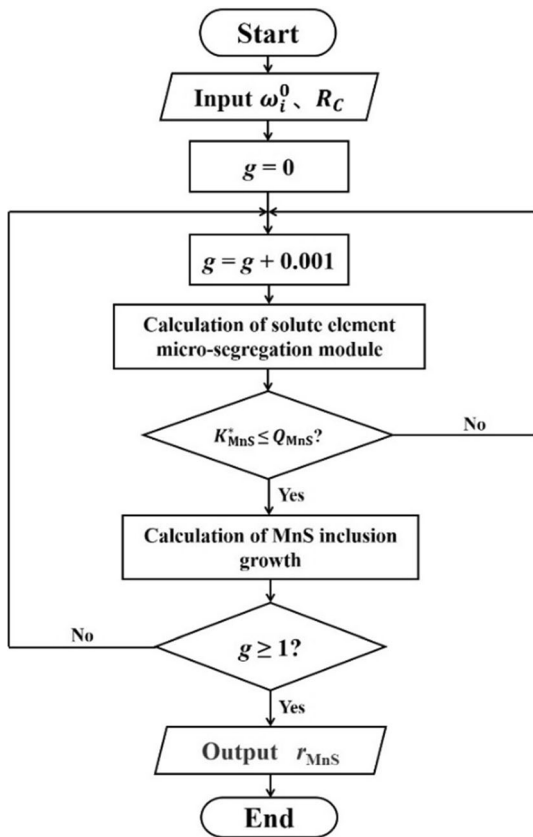 Start
Input ω_i^0、R_C
g = 0
g = g + 0.001
Calculation of solute element
micro-segregation module
K*_MnS ≤ Q_MnS?
No
Yes
Calculation of MnS inclusion
growth
No
g ≥ 1?
Yes
Output r_MnS
End